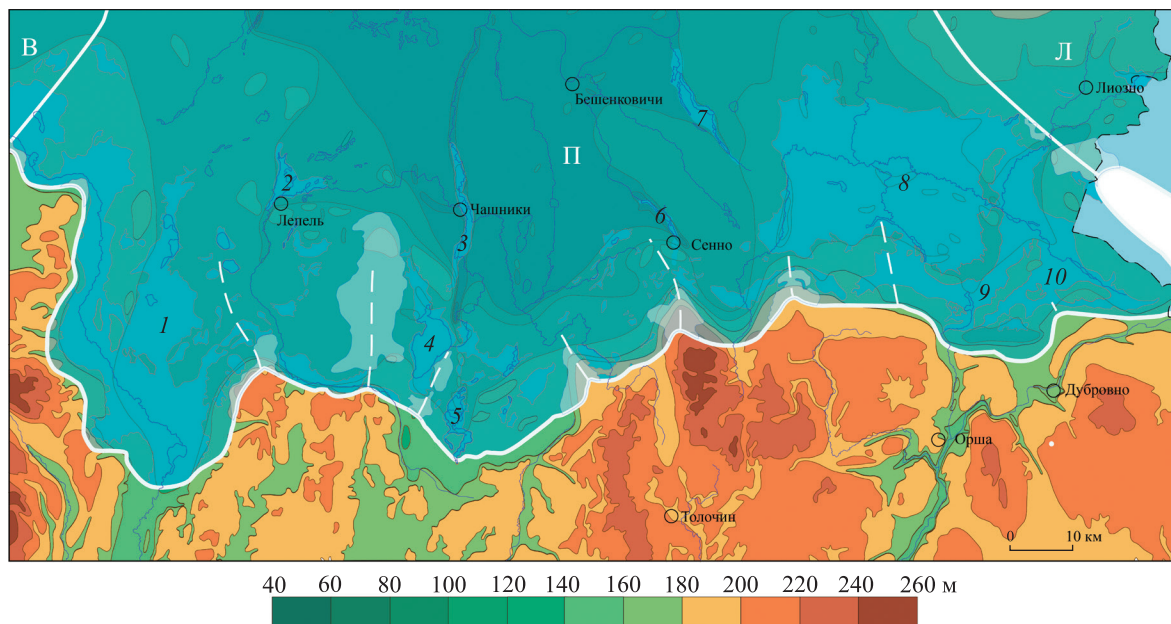 В
Л
Лиозно
Бешенковичи
7
П
2
8
Лепель
Чашники
6
3
Сенно
10
9
1
4
Дубровно
5
Орша
Толочин
0 10 км
40 60 80 100 120 140 160 180 200 220 240 260 м